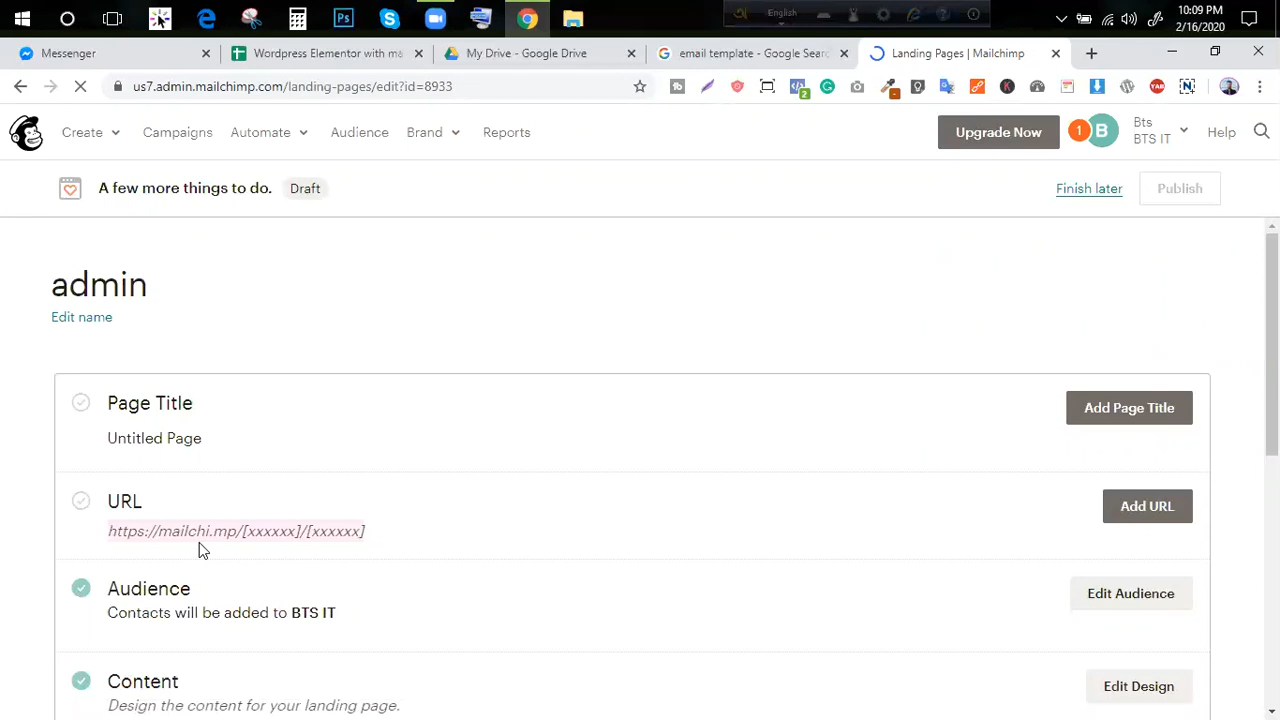 English
10:09 PM
2/16/2020
Messenger
Wordpress Elementor with ma
My Drive - Google Drive
email template - Google Searc
Landing Pages | Mailchimp
us7.admin.mailchimp.com/landing-pages/edit?id=8933
Create
Campaigns
Automate
Audience
Brand
Reports
Upgrade Now
1
B
Bts
BTS IT
Help
A few more things to do.
Draft
Finish later
Publish
admin
Edit name
Page Title
Add Page Title
Untitled Page
URL
Add URL
https://mailchi.mp/[xxxxxx]/[xxxxxx]
Audience
Edit Audience
Contacts will be added to BTS IT
Content
Edit Design
Design the content for your landing page.